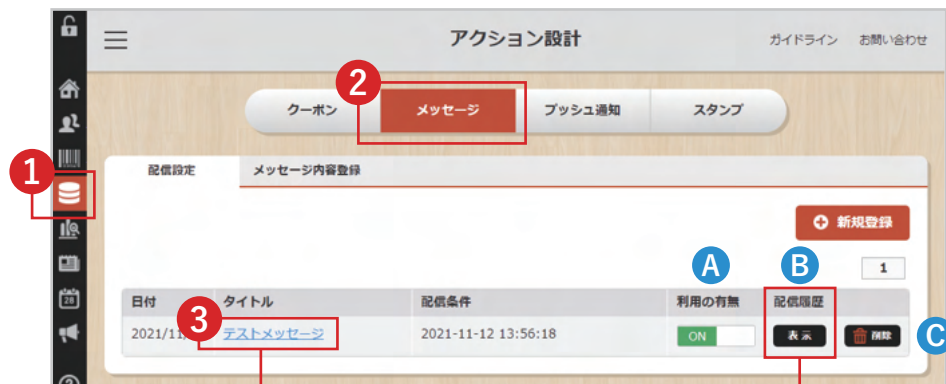 アクション設計
ガイドライン お問い合わせ
2
クーポン メッセージ プッシュ通知 スタンプ
1
配信設定 メッセージ内容登録
新規登録
A B
1
日付 タイトル 配信条件 利用の有無 配信履歴
2021/11/ 3 テストメッセージ 2021-11-12 13:56:18 ON 表示 削除 C
28